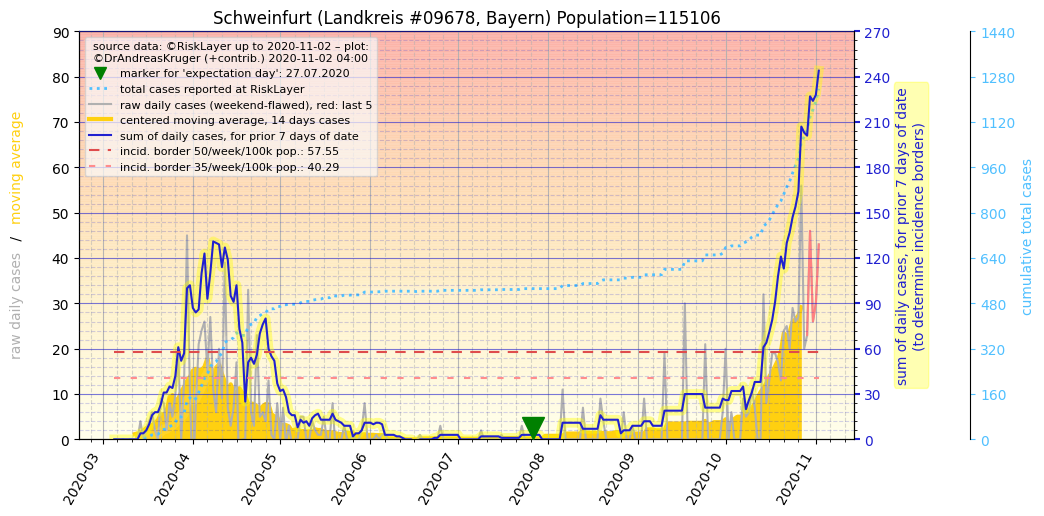 Schweinfurt (Landkreis #09678, Bayern) Population=115106
source data: ©RiskLayer up to 2020-11-02 – plot:
©DrAndreasKruger (+contrib.) 2020-11-02 04:00
marker for 'expectation day': 27.07.2020
total cases reported at RiskLayer
raw daily cases (weekend-flawed), red: last 5
centered moving average, 14 days cases
sum of daily cases, for prior 7 days of date
incid. border 50/week/100k pop.: 57.55
incid. border 35/week/100k pop.: 40.29
raw daily cases / moving average
90
80
70
60
50
40
30
20
10
0
2020-03
2020-04
2020-05
2020-06
2020-07
2020-08
2020-09
2020-10
2020-11
270
240
210
180
150
120
90
60
30
0
sum of daily cases, for prior 7 days of date
(to determine incidence borders)
1440
1280
1120
960
800
640
480
320
160
0
cumulative total cases